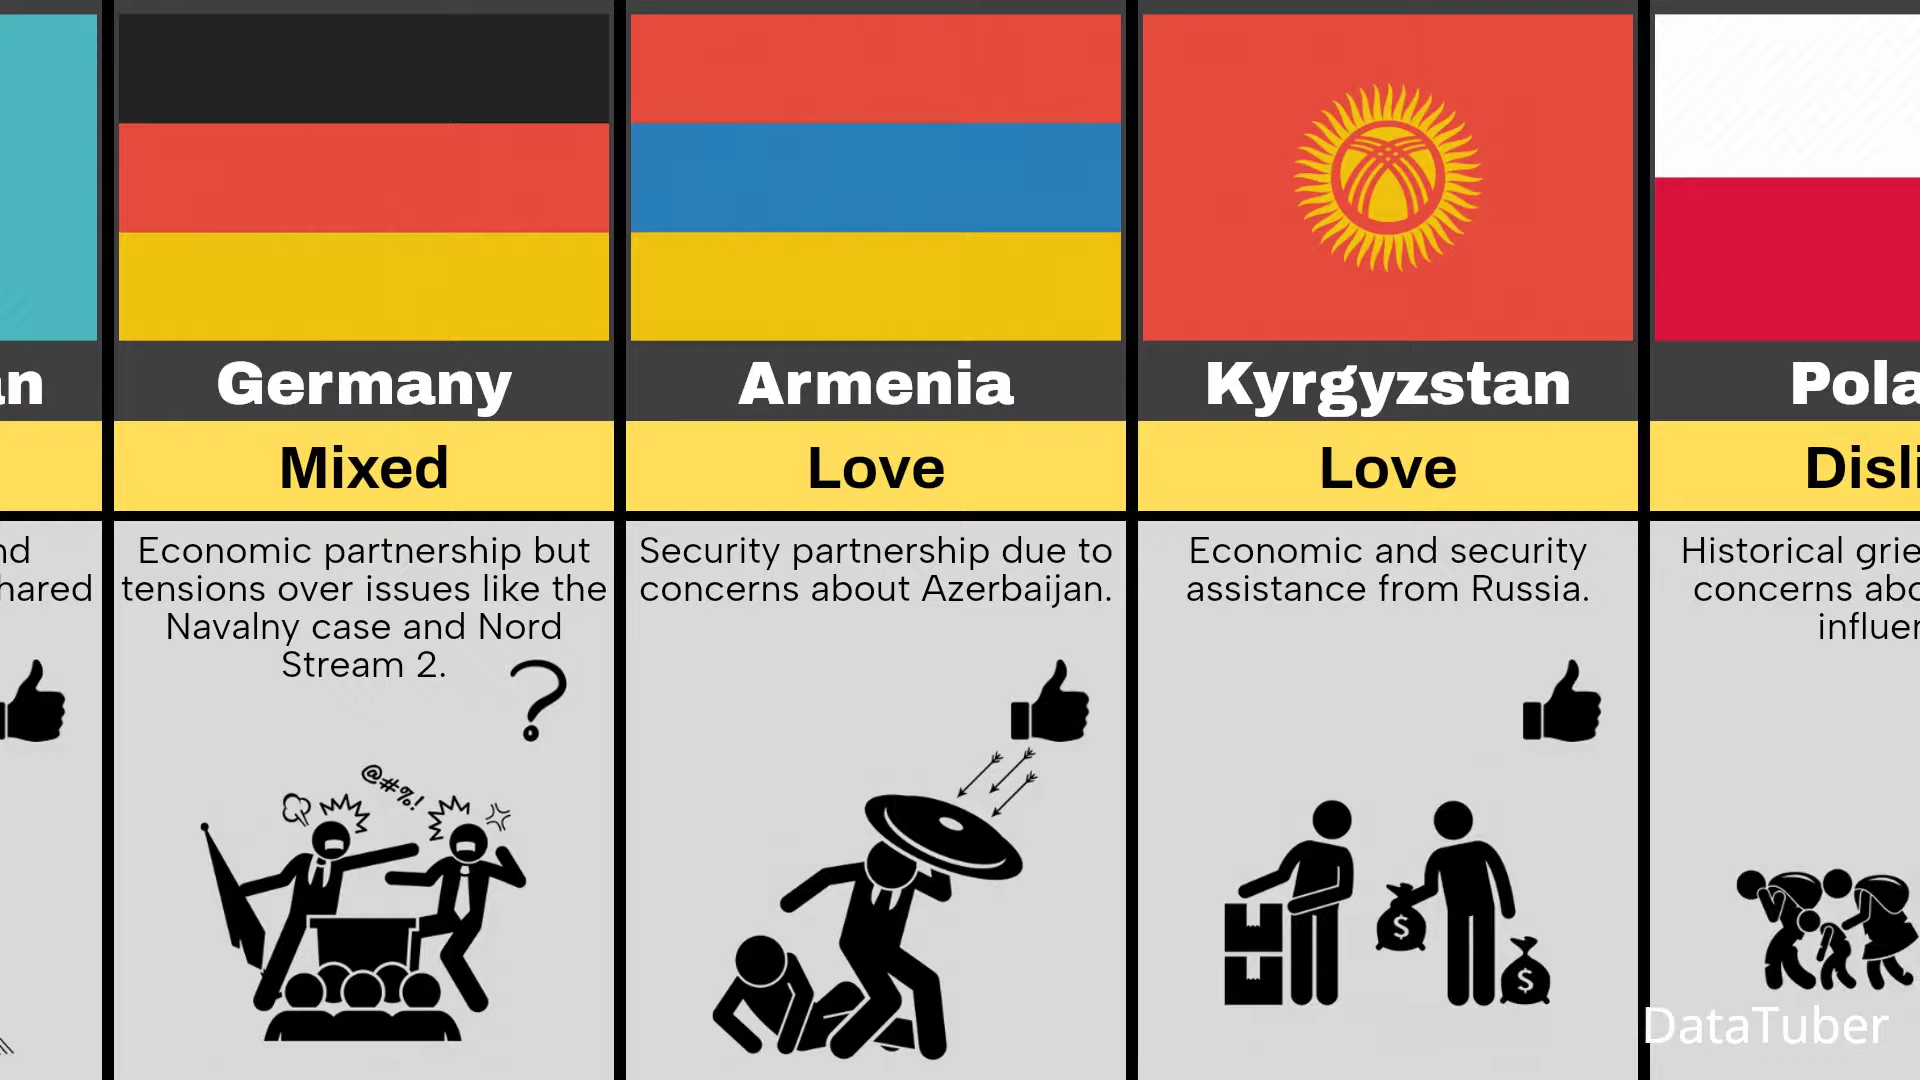 an
Germany
Armenia
Kyrgyzstan
Pola
Mixed
Love
Love
Disli
nd
hared
Economic partnership but
tensions over issues like the
Navalny case and Nord
Stream 2.
?
@#%!
Security partnership due to
concerns about Azerbaijan.
Economic and security
assistance from Russia.
$
$
Historical grie
concerns abo
influer
DataTuber